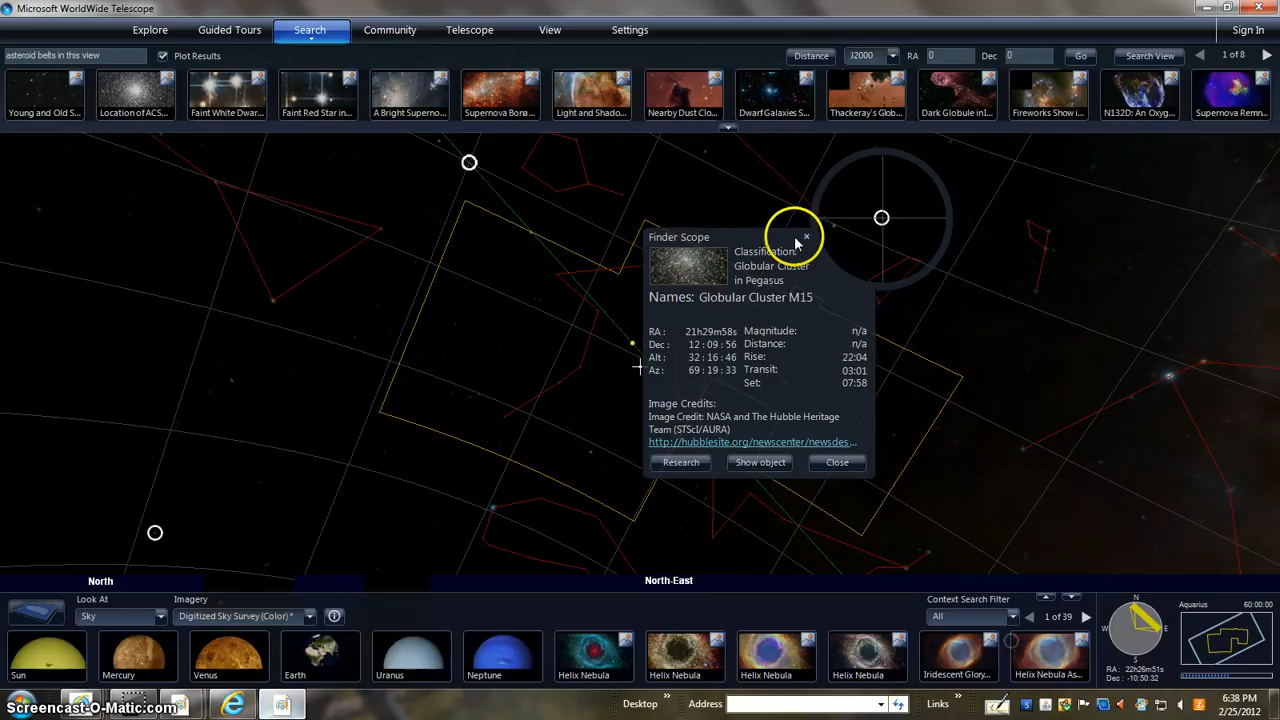 Microsoft WorldWide Telescope
Explore Guided Tours Search Community Telescope View Settings Sign In
asteroid belts in this view Plot Results Distance J2000 RA 0 Dec 0 Go Search View 1 of 8
Young and Old S... Location of ACS... Faint White Dwar... Faint Red Star in... A Bright Superno... Supernova Bona... Light and Shado... Nearby Dust Clo... Dwarf Galaxies S... Thackeray's Glob... Dark Globule in I... Fireworks Show i... N132D: An Oxyg... Supernova Remn...
Finder Scope
Classification:
Globular Cluster
in Pegasus
Names: Globular Cluster M15
RA : 21h29m58s Magnitude: n/a
Dec : 12 : 09 : 56 Distance: n/a
Alt : 32 : 16 : 46 Rise: 22:04
Az : 69 : 19 : 33 Transit: 03:01
Set: 07:58
Image Credits:
Image Credit: NASA and The Hubble Heritage
Team (STScI/AURA)
http://hubblesite.org/newscenter/newsdes...
Research Show object Close
North North-East
Look At Imagery Context Search Filter
Sky Digitized Sky Survey (Color) * All 1 of 39
N W E S
Aquarius 60:00:00
RA : 22h26m51s
Dec : -10:50:32
Sun Mercury Venus Earth Uranus Neptune Helix Nebula Helix Nebula Helix Nebula Helix Nebula Iridescent Glory... Helix Nebula As...
Screencast-O-Matic.com
Desktop Address Links
6:38 PM
2/25/2012